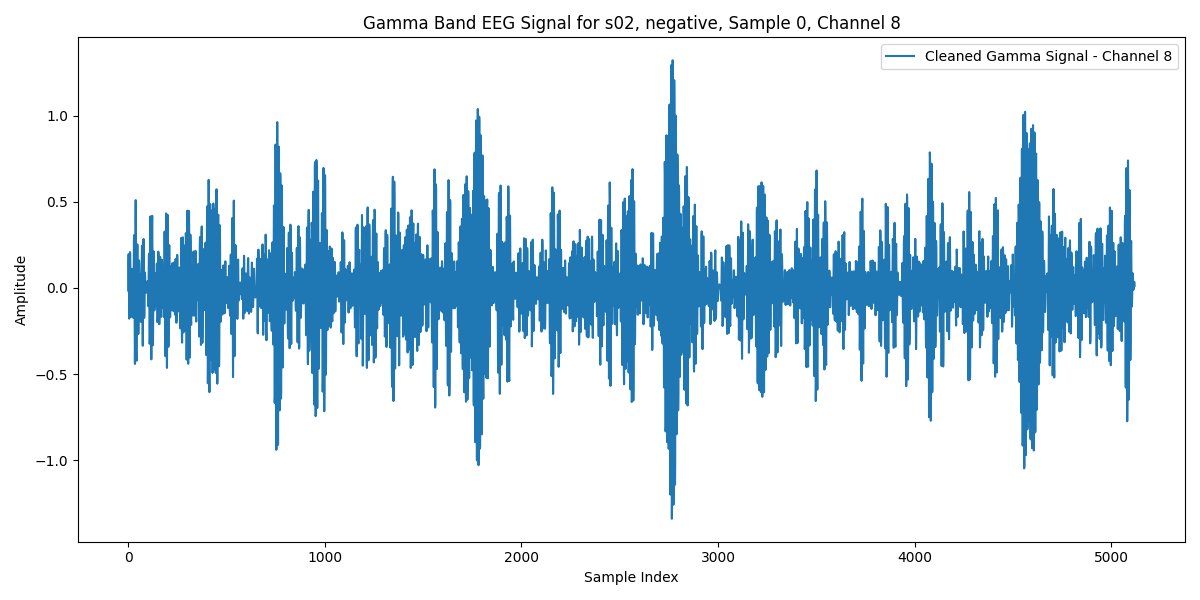 Gamma Band EEG Signal for s02, negative, Sample 0, Channel 8
Cleaned Gamma Signal - Channel 8
Amplitude
1.0
0.5
0.0
−0.5
−1.0
0 1000 2000 3000 4000 5000
Sample Index